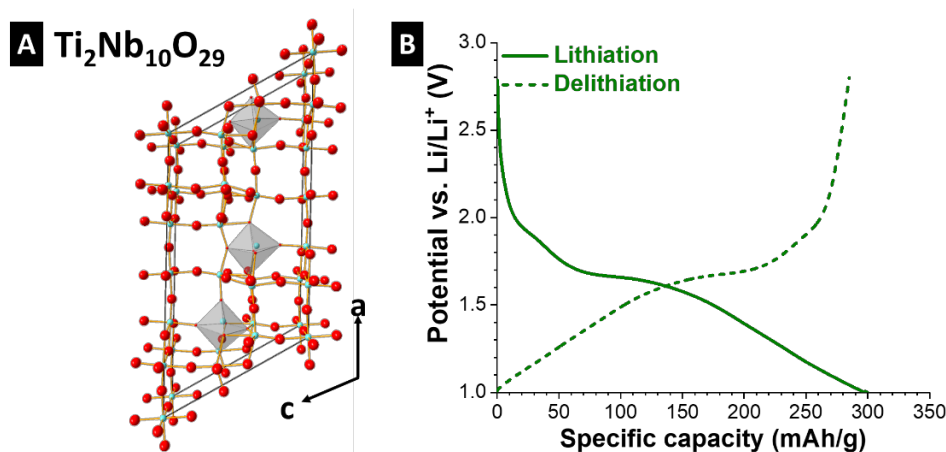 A Ti₂Nb₁₀O₂₉
a
c
B
Lithiation
Delithiation
Potential vs. Li/Li⁺ (V)
3.0
2.5
2.0
1.5
1.0
0 50 100 150 200 250 300 350
Specific capacity (mAh/g)